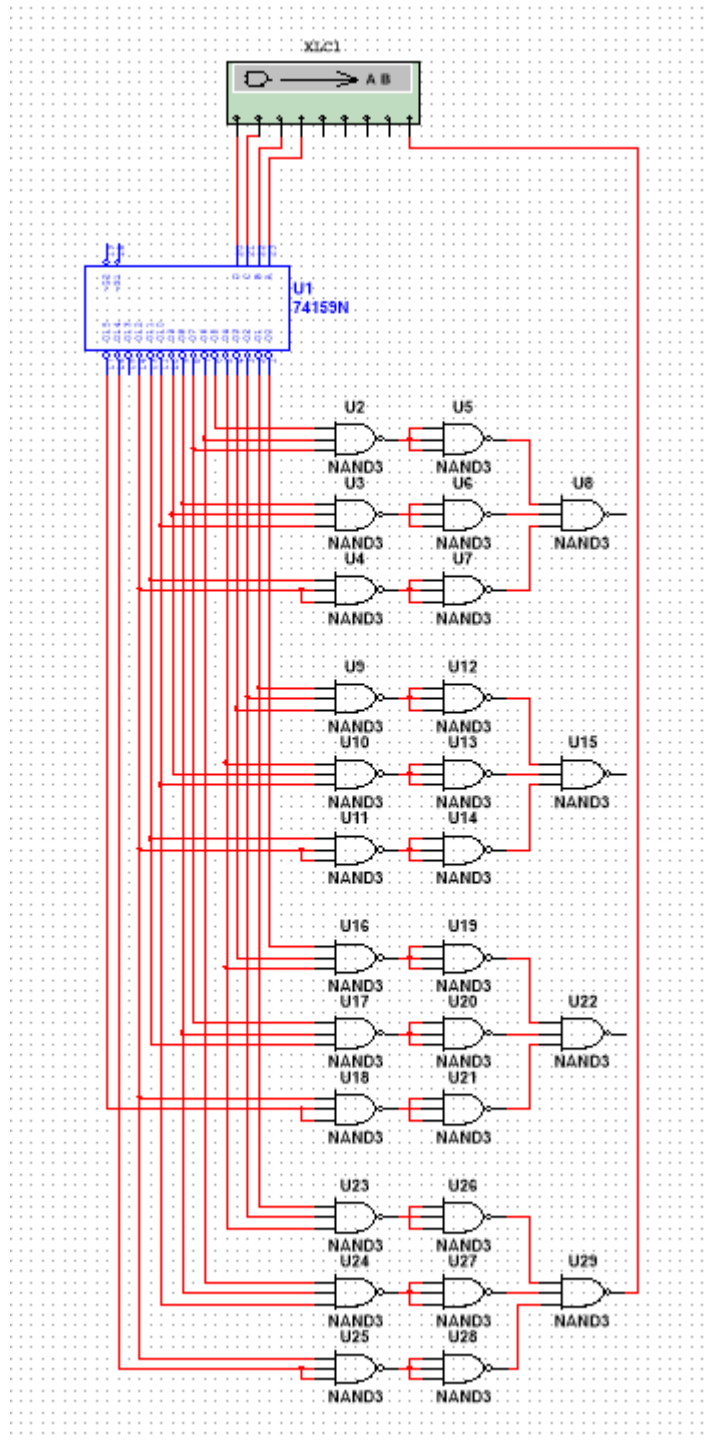 XLC1
A B
D C B A
U1
74159N
U2 U5
NAND3 NAND3
U3 U6 U8
NAND3 NAND3 NAND3
U4 U7
NAND3 NAND3
U9 U12
NAND3 NAND3
U10 U13 U15
NAND3 NAND3 NAND3
U11 U14
NAND3 NAND3
U16 U19
NAND3 NAND3
U17 U20 U22
NAND3 NAND3 NAND3
U18 U21
NAND3 NAND3
U23 U26
NAND3 NAND3
U24 U27 U29
NAND3 NAND3 NAND3
U25 U28
NAND3 NAND3